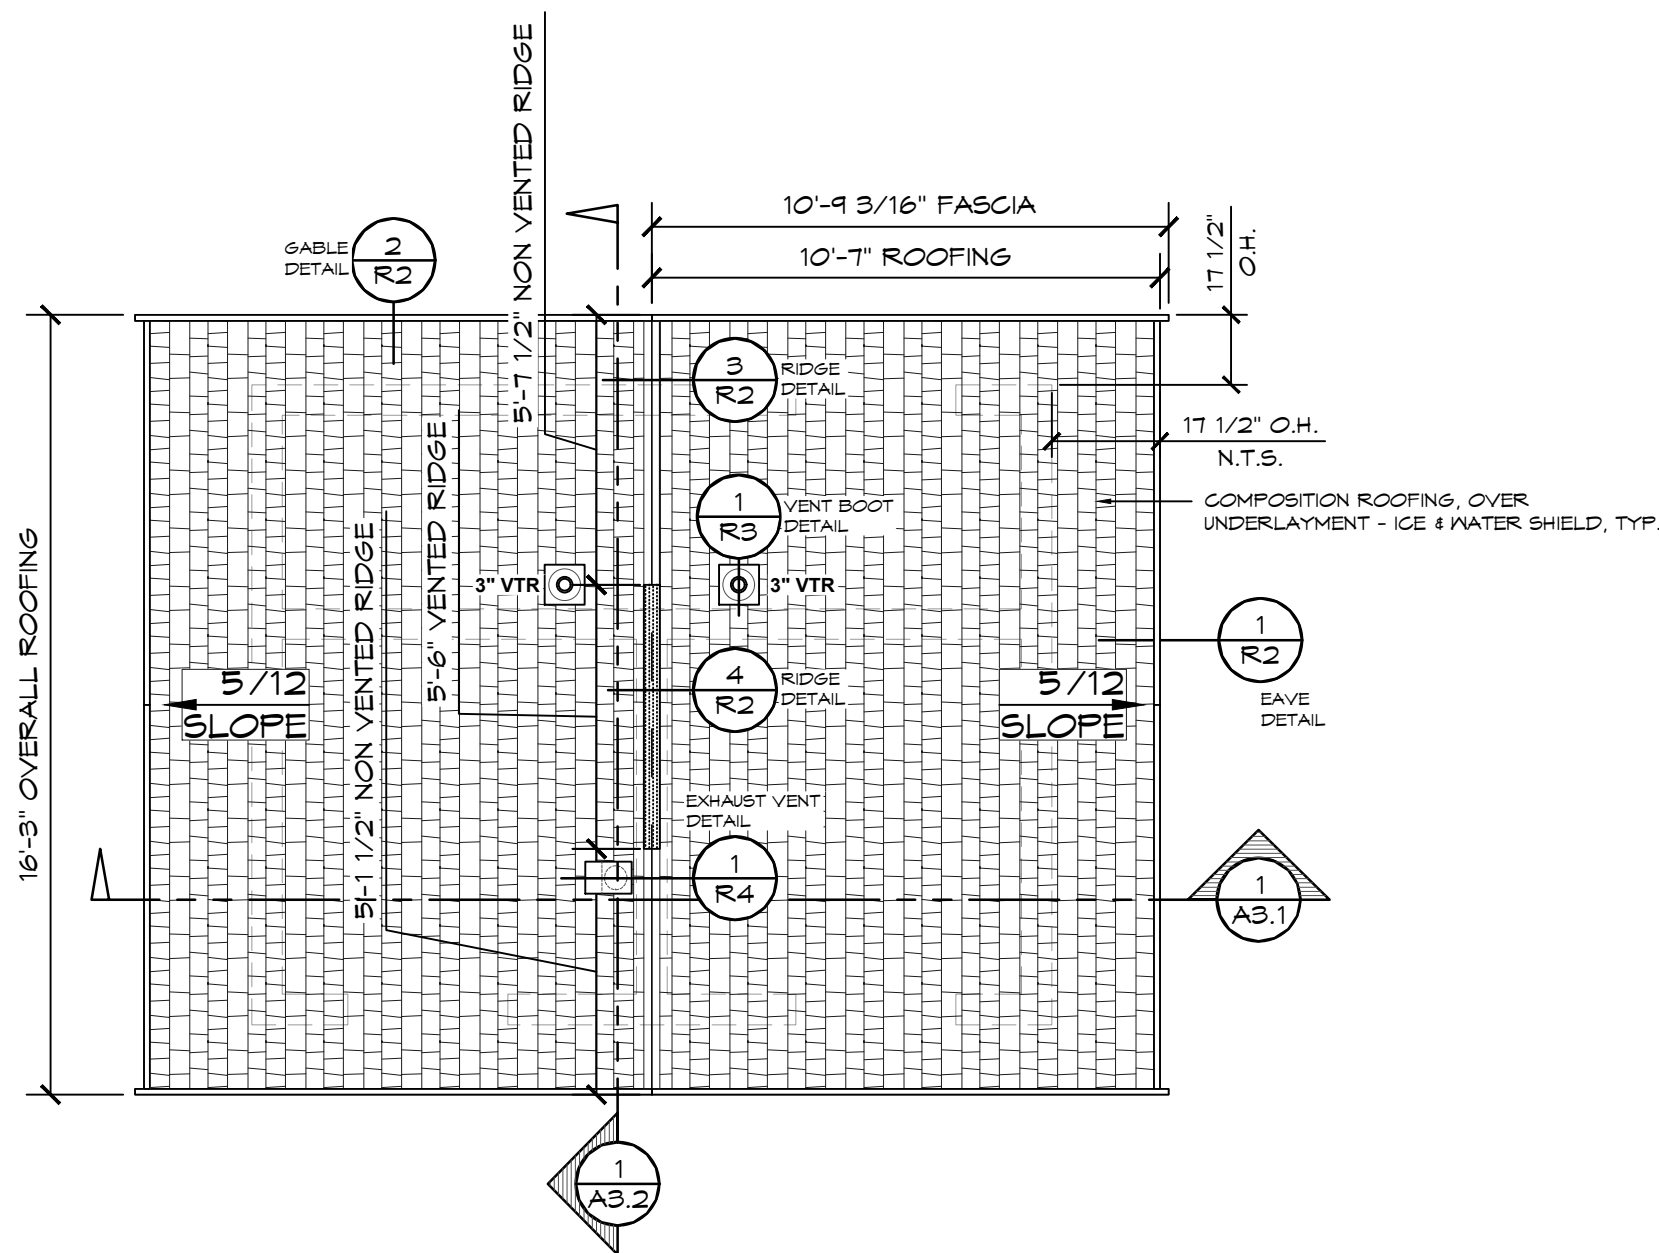 5'-7 1/2" NON VENTED RIDGE
10'-9 3/16" FASCIA
10'-7" ROOFING
17 1/2"
O.H.
GABLE
DETAIL
2
R2
3
R2
RIDGE
DETAIL
17 1/2" O.H.
N.T.S.
COMPOSITION ROOFING, OVER
UNDERLAYMENT - ICE & WATER SHIELD, TYP.
1
R3
VENT BOOT
DETAIL
3" VTR
3" VTR
5'-6" VENTED RIDGE
51-1 1/2" NON VENTED RIDGE
16'-3" OVERALL ROOFING
1
R2
EAVE
DETAIL
5/12
SLOPE
4
R2
RIDGE
DETAIL
5/12
SLOPE
EXHAUST VENT
DETAIL
1
R4
1
A3.1
1
A3.2